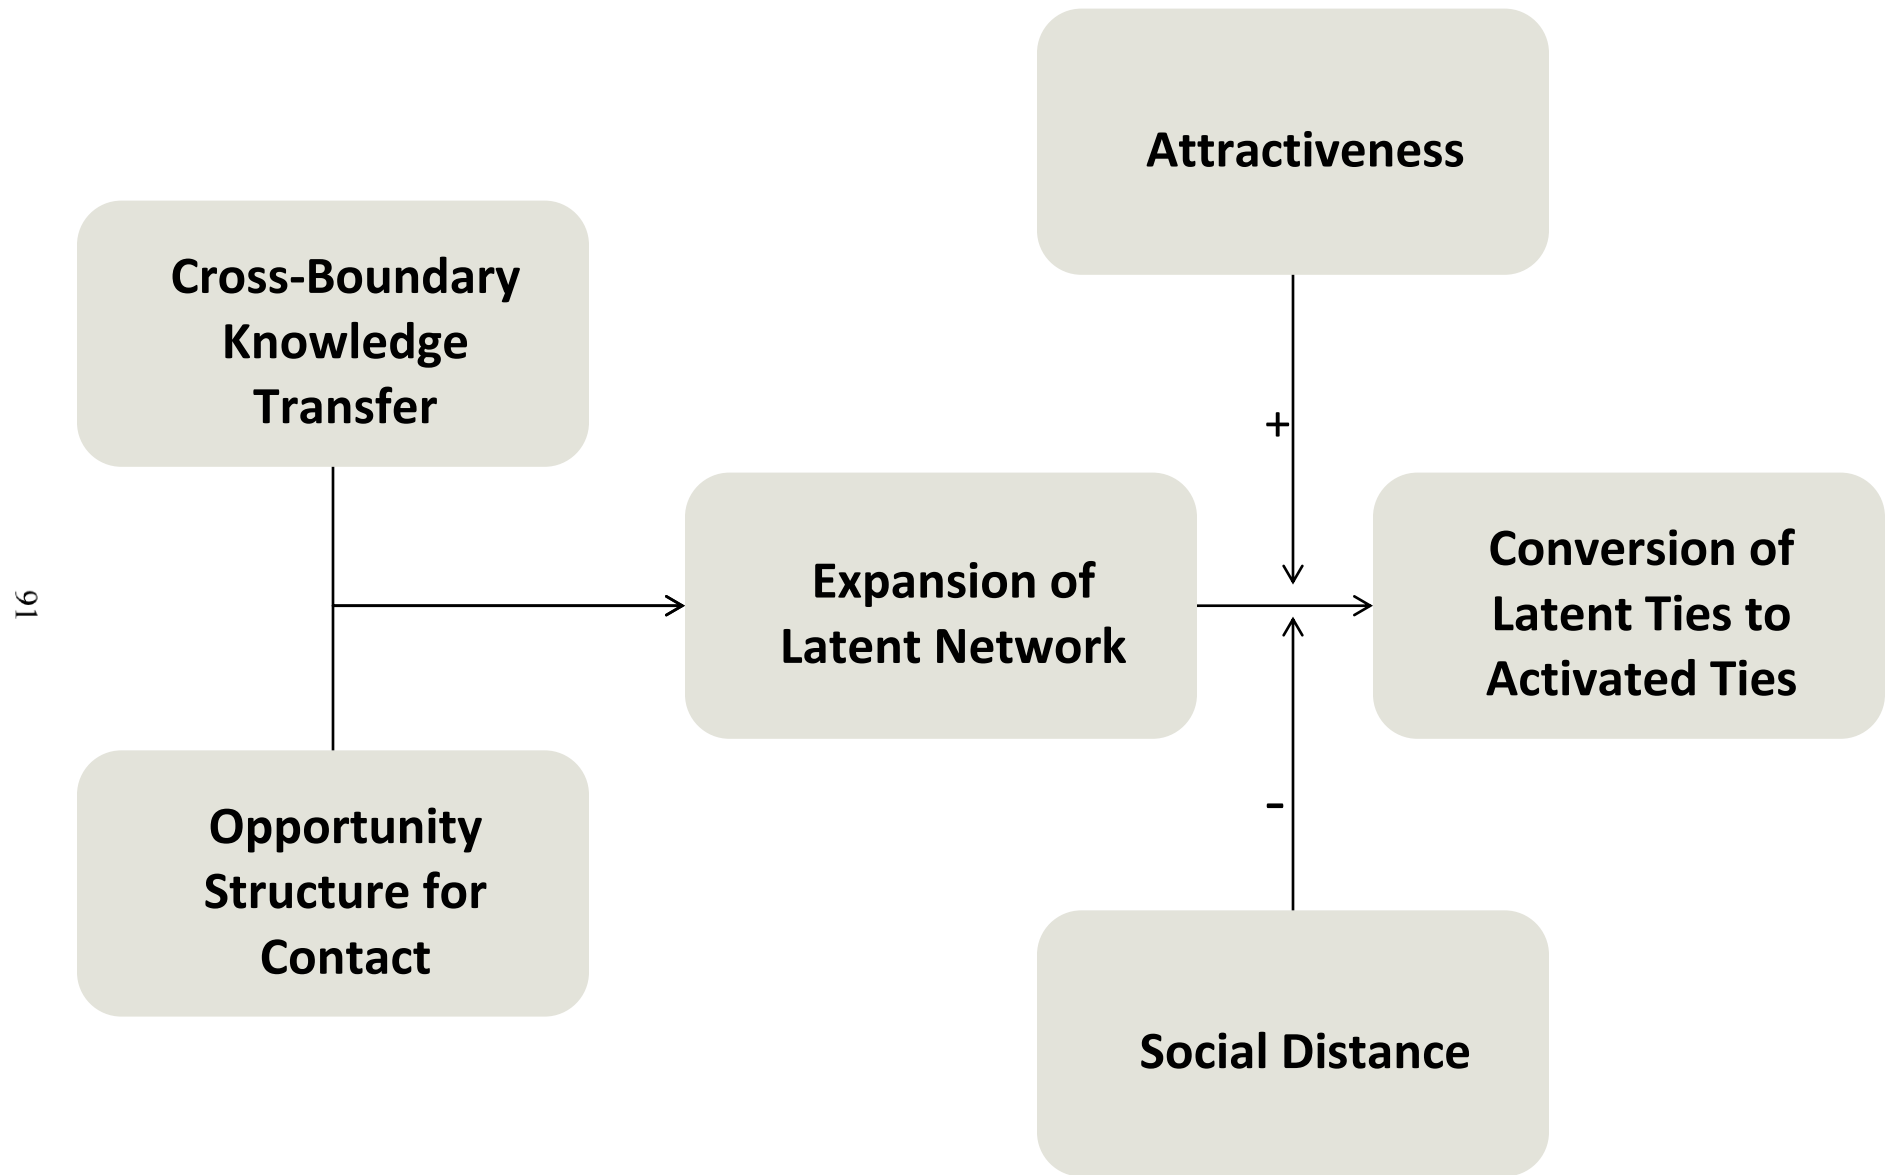 Attractiveness
Cross-Boundary
Knowledge
Transfer
+
Expansion of
Latent Network
Conversion of
Latent Ties to
Activated Ties
91
-
Opportunity
Structure for
Contact
Social Distance